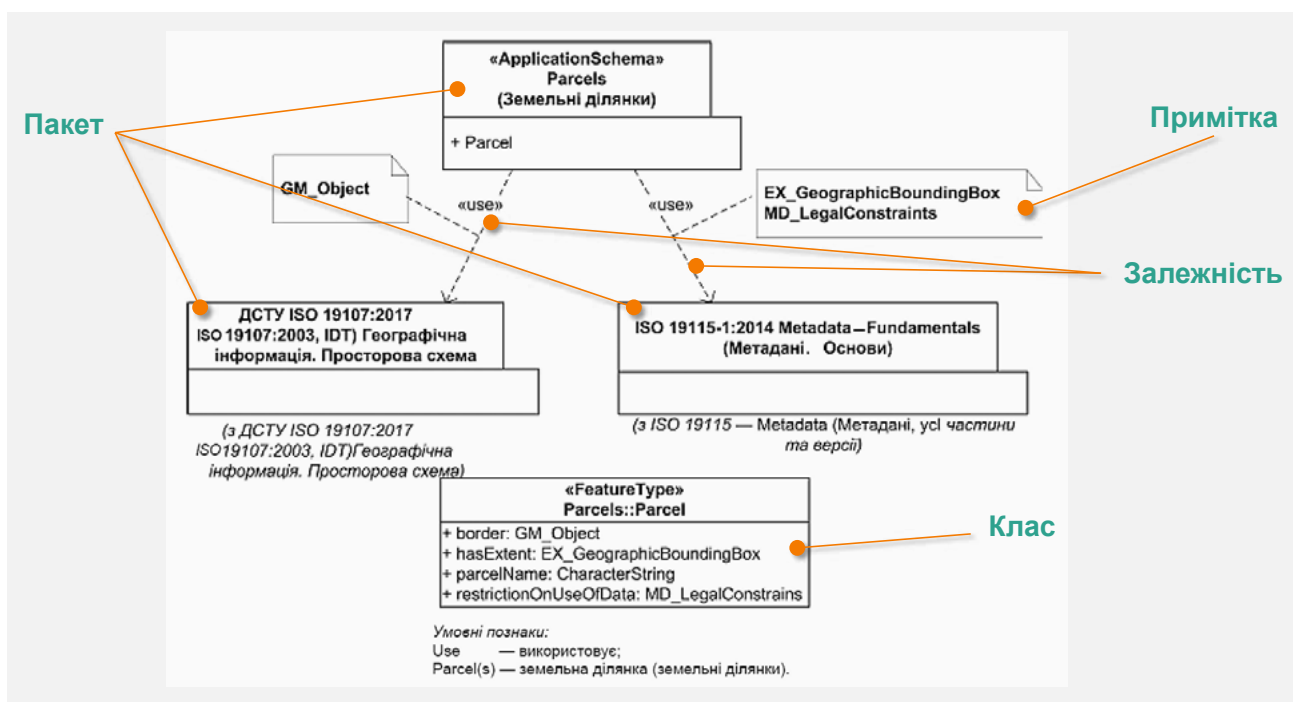 «ApplicationSchema»
Parcels
(Земельні ділянки)
+ Parcel
Пакет
Примітка
GM_Object
«use»
«use»
EX_GeographicBoundingBox
MD_LegalConstraints
Залежність
ДСТУ ISO 19107:2017
ISO 19107:2003, IDT) Географічна
інформація. Просторова схема
ISO 19115-1:2014 Metadata—Fundamentals
(Метадані. Основи)
(з ДСТУ ISO 19107:2017
ISO19107:2003, IDT)Географічна
інформація. Просторова схема)
(з ISO 19115 — Metadata (Метадані, усі частини
та версії)
«FeatureType»
Parcels::Parcel
+ border: GM_Object
+ hasExtent: EX_GeographicBoundingBox
+ parcelName: CharacterString
+ restrictionOnUseOfData: MD_LegalConstrains
Клас
Умовні познаки:
Use — використовує;
Parcel(s) — земельна ділянка (земельні ділянки).